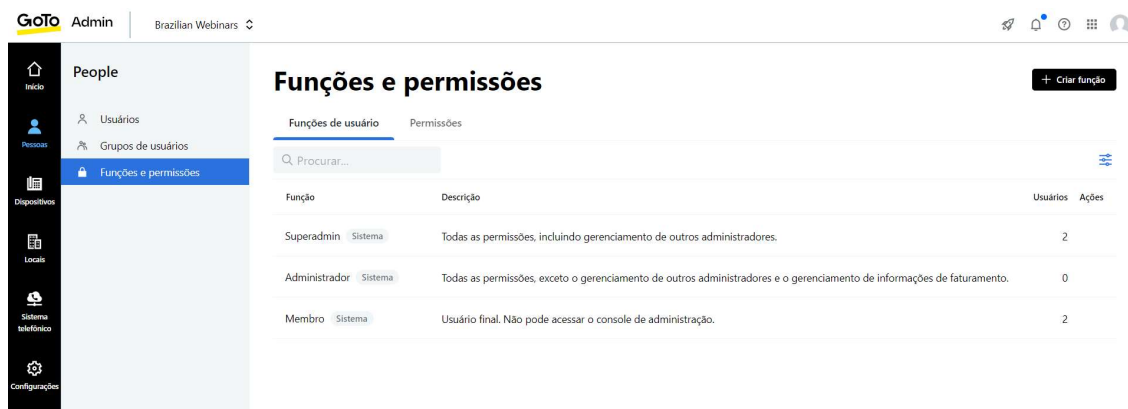 GoTo Admin Brazilian Webinars
Início
Pessoas
Dispositivos
Locais
Sistema
telefônico
Configurações
People
Usuários
Grupos de usuários
Funções e permissões
Funções e permissões
+ Criar função
Funções de usuário Permissões
Procurar...
Função Descrição Usuários Ações
Superadmin Sistema Todas as permissões, incluindo gerenciamento de outros administradores. 2
Administrador Sistema Todas as permissões, exceto o gerenciamento de outros administradores e o gerenciamento de informações de faturamento. 0
Membro Sistema Usuário final. Não pode acessar o console de administração. 2